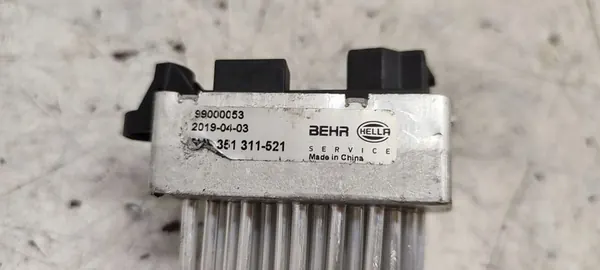 99000053
2019-04-03
351 311-521
BEHR HELLA
SERVICE
Made in China